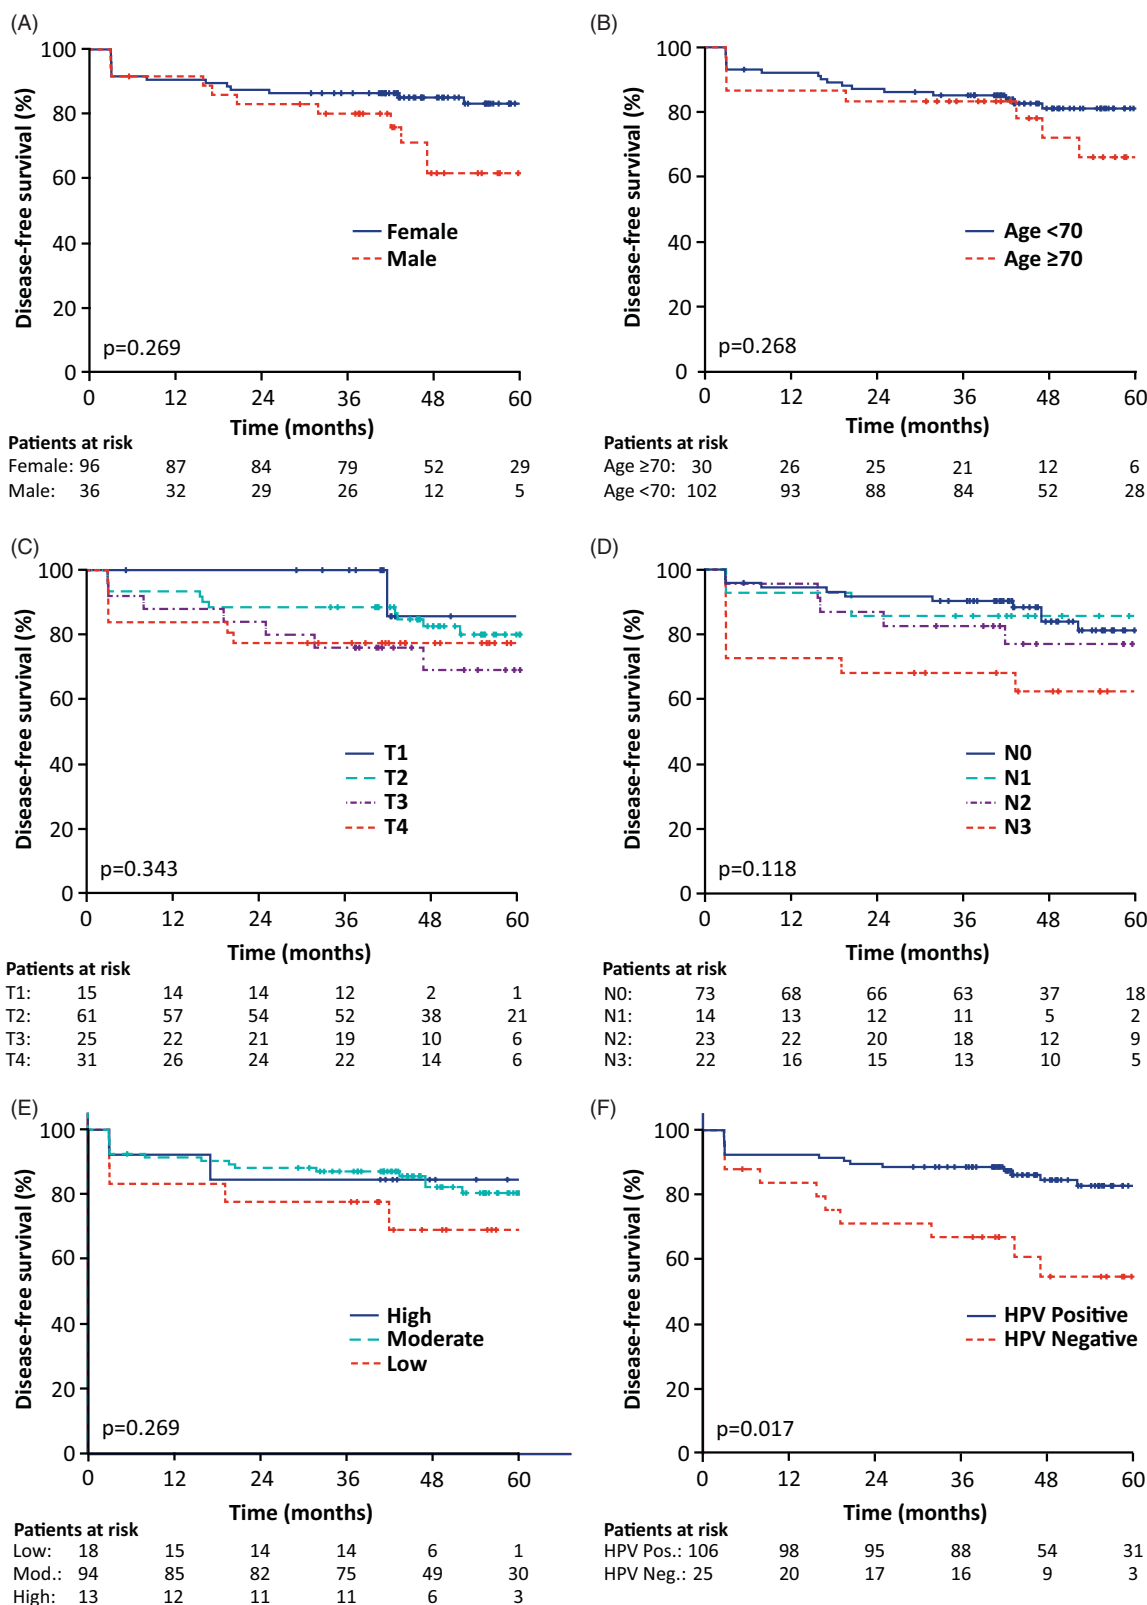 (A)
Disease-free survival (%)
100
80
60
40
20
0
Female
Male
p=0.269
0 12 24 36 48 60
Time (months)
Patients at risk
Female: 96 87 84 79 52 29
Male: 36 32 29 26 12 5
(B)
Disease-free survival (%)
100
80
60
40
20
0
Age <70
Age ≥70
p=0.268
0 12 24 36 48 60
Time (months)
Patients at risk
Age ≥70: 30 26 25 21 12 6
Age <70: 102 93 88 84 52 28
(C)
Disease-free survival (%)
100
80
60
40
20
0
T1
T2
T3
T4
p=0.343
0 12 24 36 48 60
Time (months)
Patients at risk
T1: 15 14 14 12 2 1
T2: 61 57 54 52 38 21
T3: 25 22 21 19 10 6
T4: 31 26 24 22 14 6
(D)
Disease-free survival (%)
100
80
60
40
20
0
N0
N1
N2
N3
p=0.118
0 12 24 36 48 60
Time (months)
Patients at risk
N0: 73 68 66 63 37 18
N1: 14 13 12 11 5 2
N2: 23 22 20 18 12 9
N3: 22 16 15 13 10 5
(E)
Disease-free survival (%)
100
80
60
40
20
0
High
Moderate
Low
p=0.269
0 12 24 36 48 60
Time (months)
Patients at risk
Low: 18 15 14 14 6 1
Mod.: 94 85 82 75 49 30
High: 13 12 11 11 6 3
(F)
Disease-free survival (%)
100
80
60
40
20
0
HPV Positive
HPV Negative
p=0.017
0 12 24 36 48 60
Time (months)
Patients at risk
HPV Pos.: 106 98 95 88 54 31
HPV Neg.: 25 20 17 16 9 3